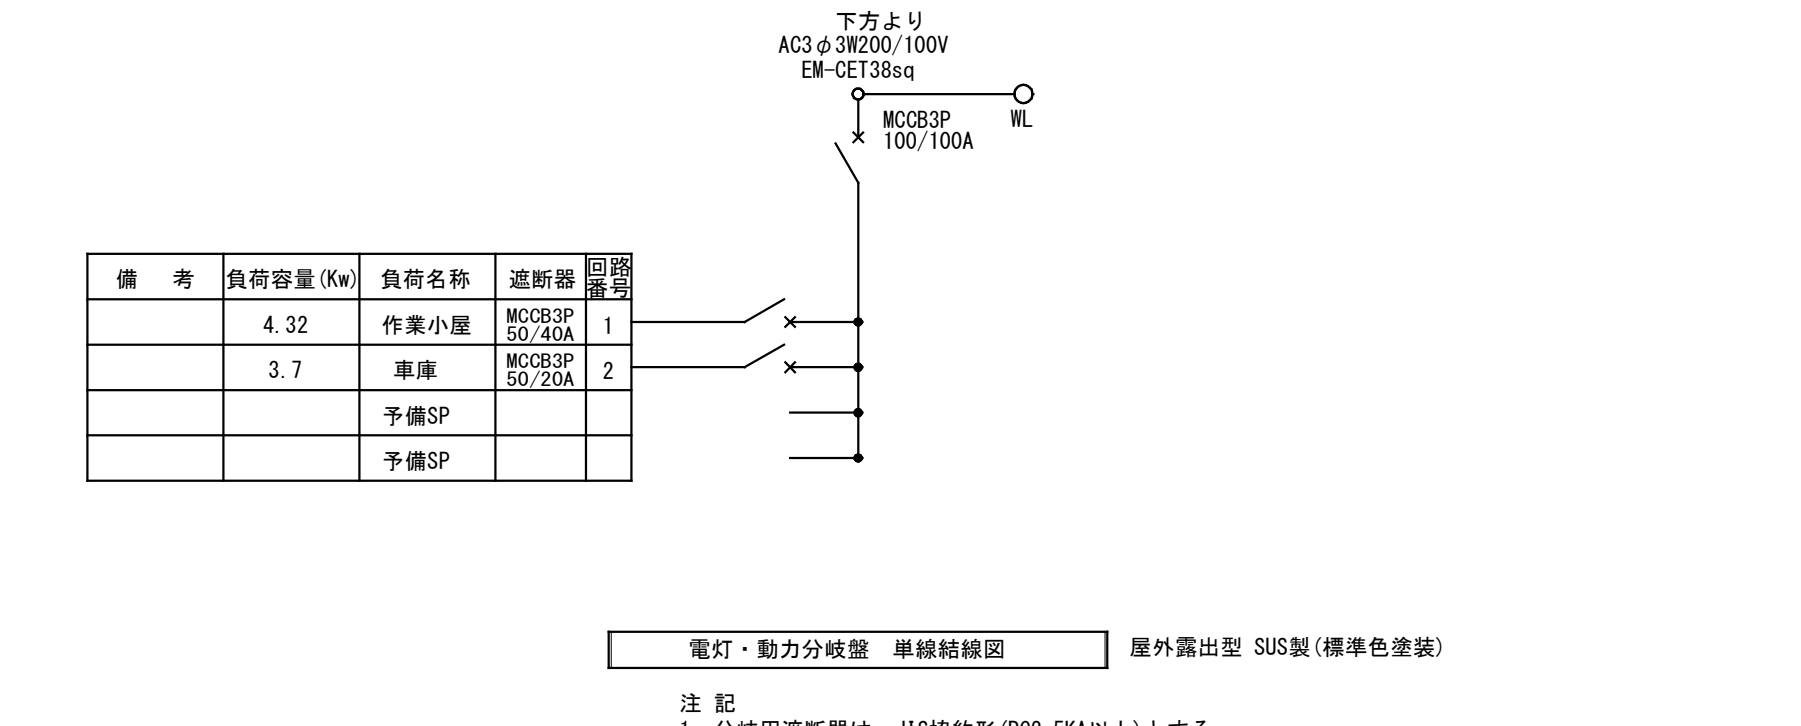 下方より
AC3φ3W200/100V
EM-CET38sq
MCCB3P
100/100A
WL
備 考 負荷容量(Kw) 負荷名称 遮断器 回路番号
4.32 作業小屋 MCCB3P 50/40A 1
3.7 車庫 MCCB3P 50/20A 2
予備SP
予備SP
電灯・動力分岐盤 単線結線図
屋外露出型 SUS製(標準色塗装)
注 記